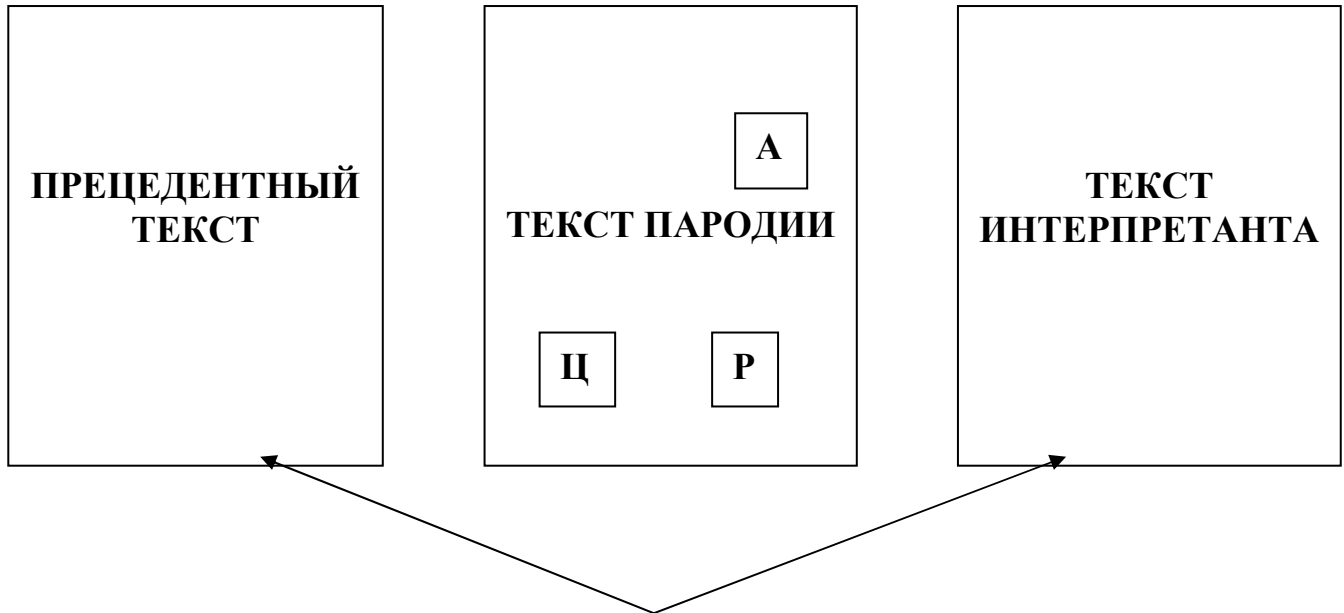 ПРЕЦЕДЕНТНЫЙ
ТЕКСТ
А
ТЕКСТ ПАРОДИИ
Ц
Р
ТЕКСТ
ИНТЕРПРЕТАНТА